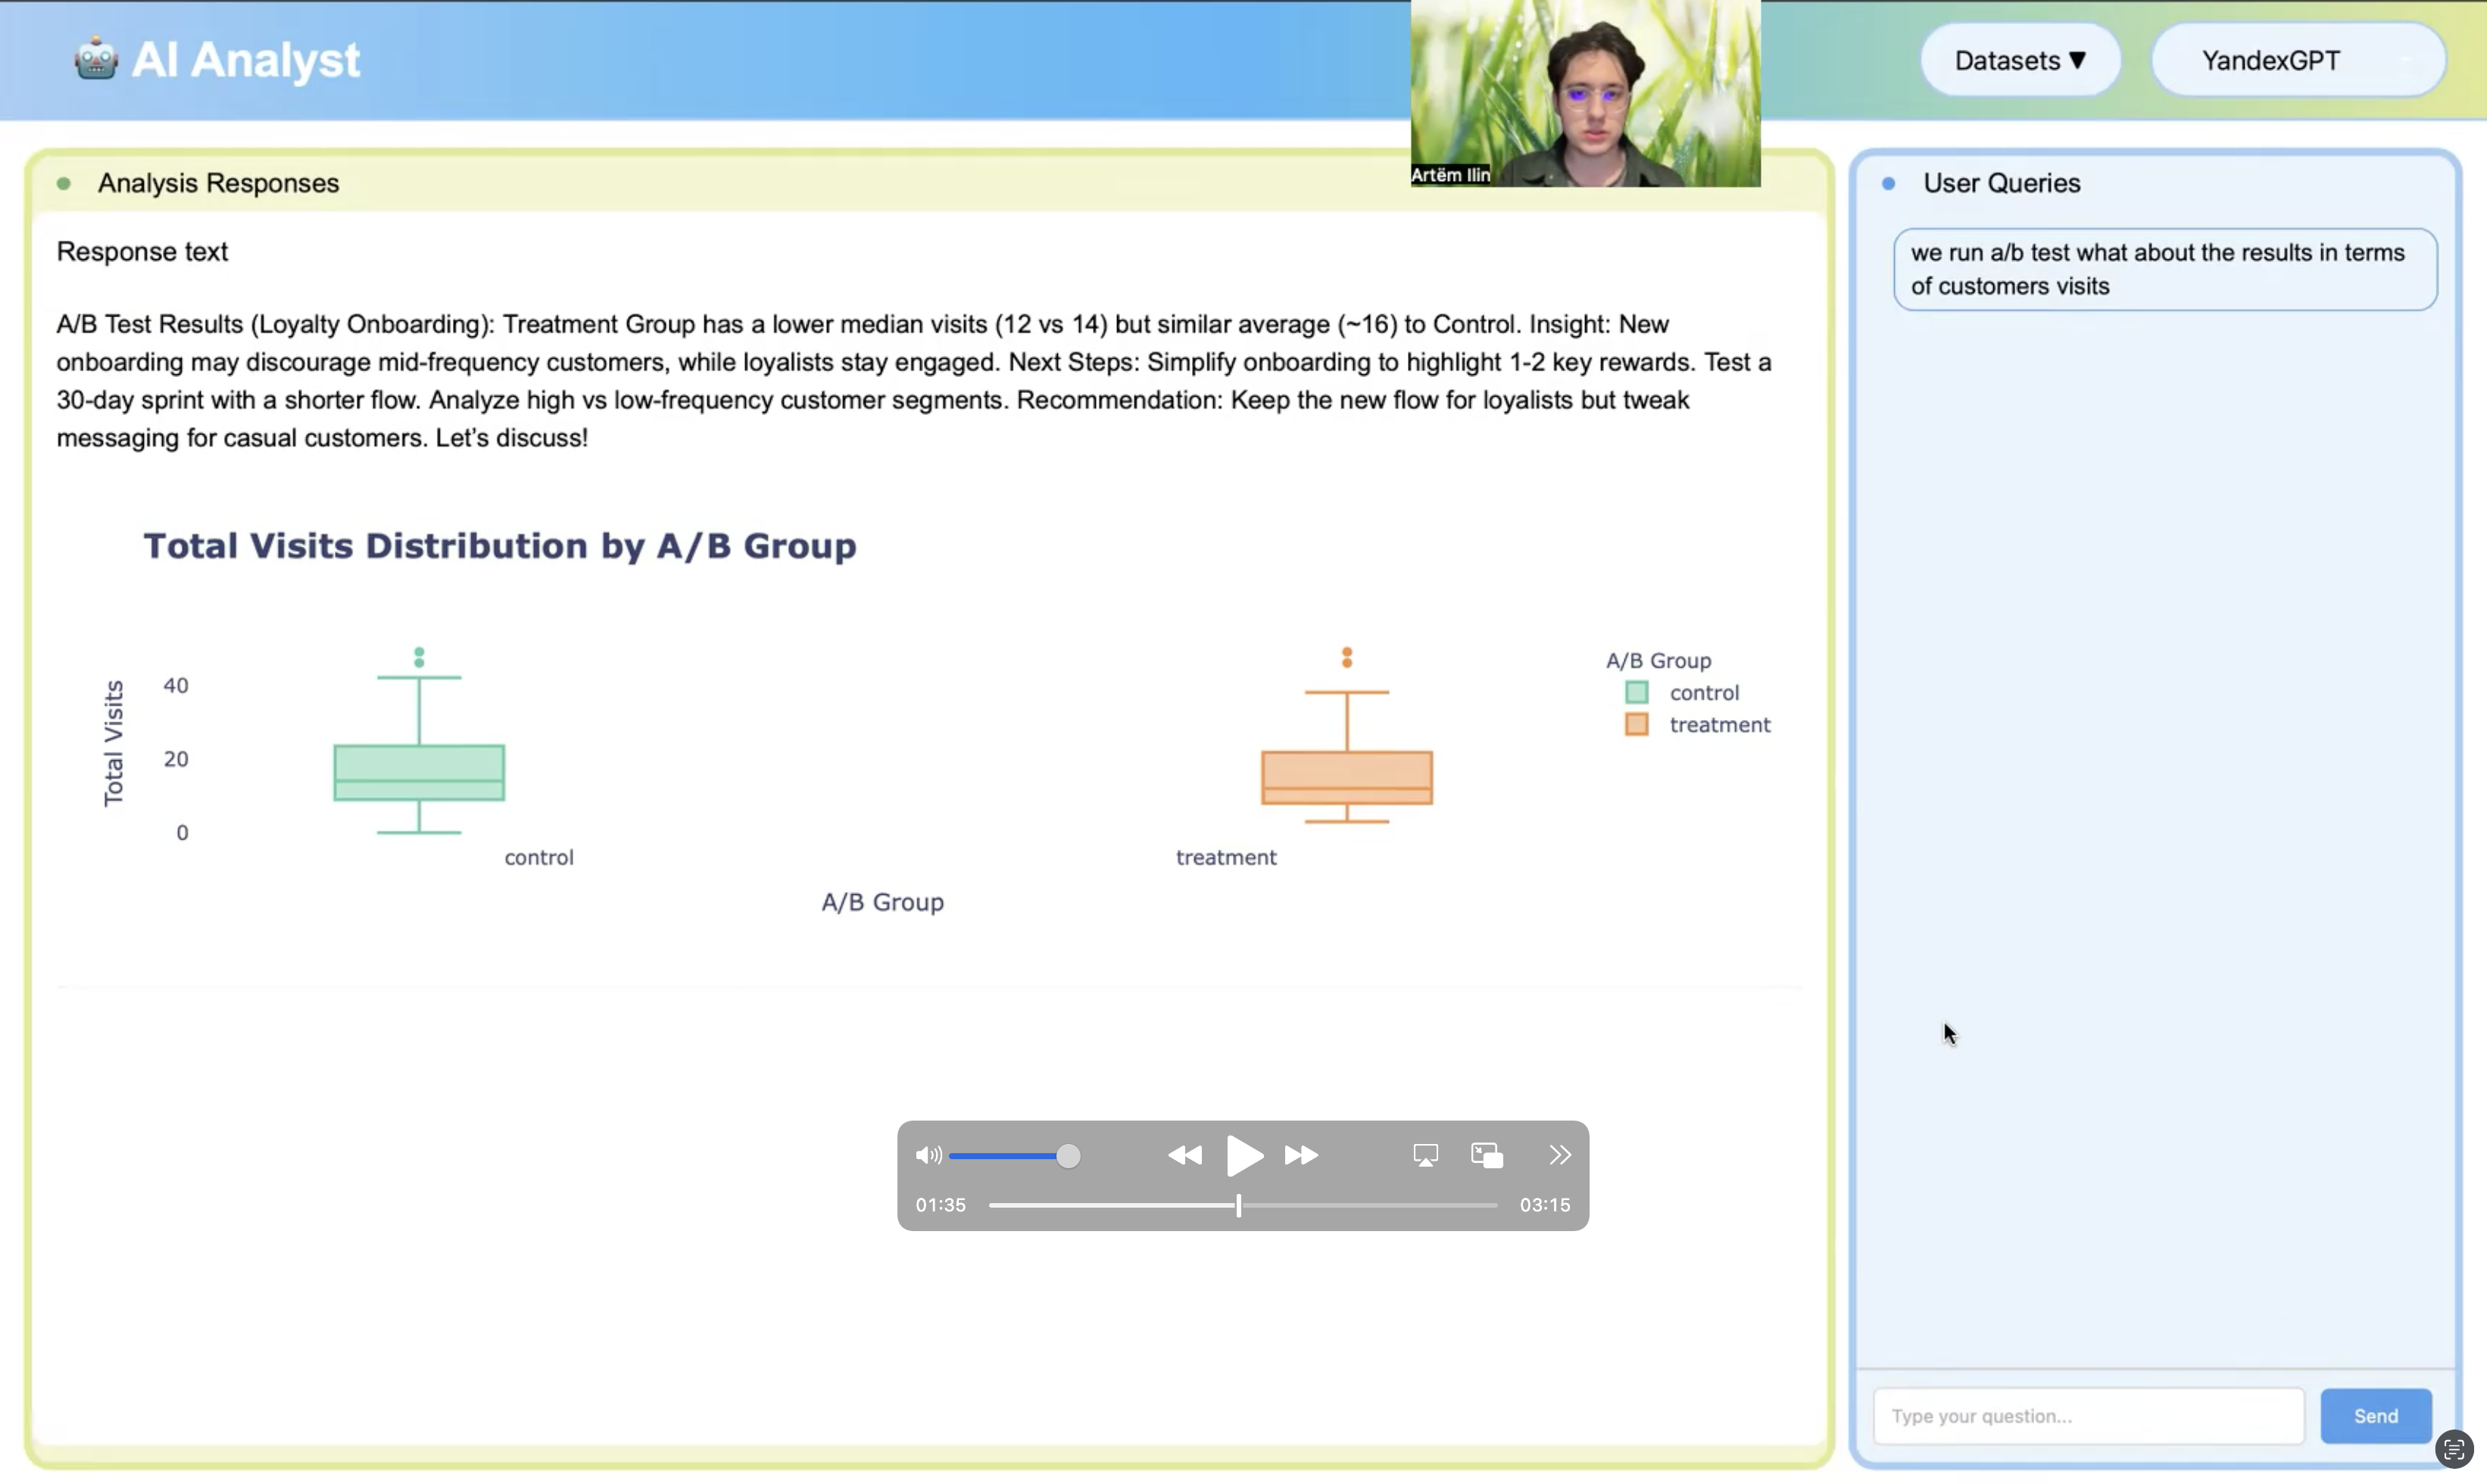 AI Analyst
Datasets ▼
YandexGPT
Artëm Ilin
Analysis Responses
Response text
A/B Test Results (Loyalty Onboarding): Treatment Group has a lower median visits (12 vs 14) but similar average (~16) to Control. Insight: New
onboarding may discourage mid-frequency customers, while loyalists stay engaged. Next Steps: Simplify onboarding to highlight 1-2 key rewards. Test a
30-day sprint with a shorter flow. Analyze high vs low-frequency customer segments. Recommendation: Keep the new flow for loyalists but tweak
messaging for casual customers. Let's discuss!
Total Visits Distribution by A/B Group
Total Visits
40
20
0
control
treatment
A/B Group
A/B Group
control
treatment
01:35
03:15
User Queries
we run a/b test what about the results in terms
of customers visits
Type your question...
Send